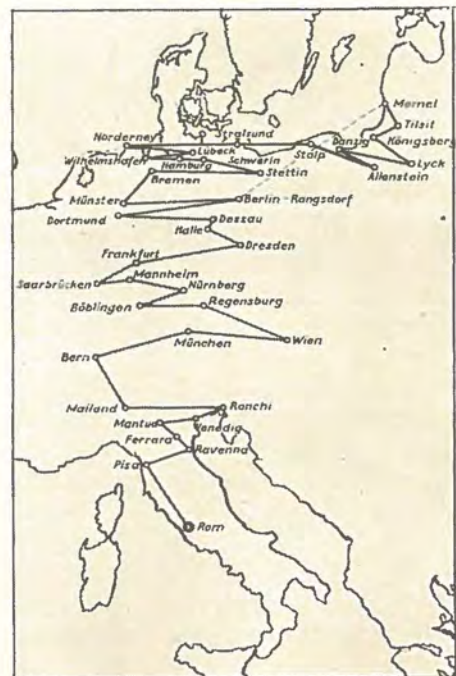 Memel
Tilsit
Norderney
Stralsund
Danzig
Königsberg
Stolp
Lübeck
Wilhelmshafen
Hamburg
Schwerin
Lyck
Allenstein
Bremen
Stettin
Münster
Berlin-Rangsdorf
Dortmund
Dessau
Halle
Dresden
Frankfurt
Mannheim
Saarbrücken
Nürnberg
Böblingen
Regensburg
München
Wien
Bern
Mailand
Ronchi
Mantua
Venedig
Ferrara
Ravenna
Pisa
Rom